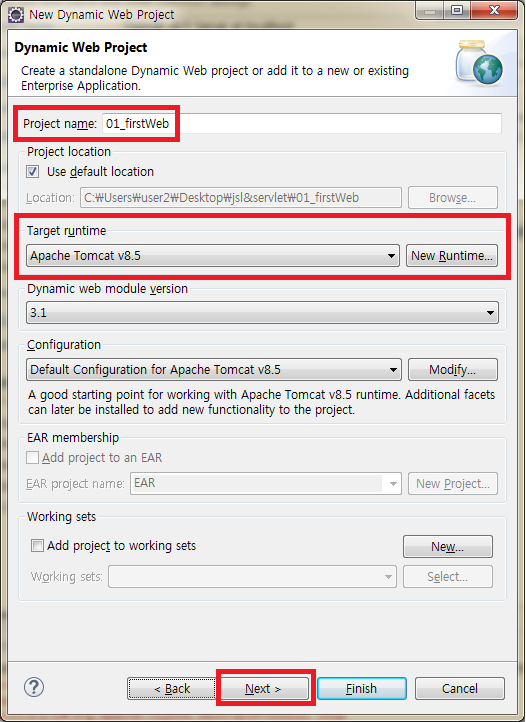 New Dynamic Web Project
Dynamic Web Project
Create a standalone Dynamic Web project or add it to a new or existing
Enterprise Application.
Project name: 01_firstWeb
Project location
Use default location
Location: C:₩Users₩user2₩Desktop₩jsl&servlet₩01_firstWeb Browse...
Target runtime
Apache Tomcat v8.5 New Runtime...
Dynamic web module version
3.1
Configuration
Default Configuration for Apache Tomcat v8.5 Modify...
A good starting point for working with Apache Tomcat v8.5 runtime. Additional facets
can later be installed to add new functionality to the project.
EAR membership
Add project to an EAR
EAR project name: EAR New Project...
Working sets
Add project to working sets New...
Working sets: Select...
? < Back Next > Finish Cancel